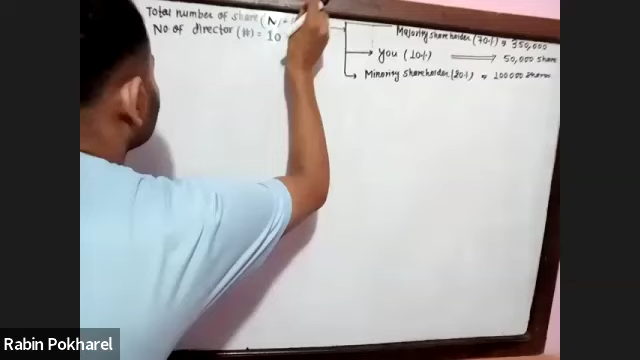 Total number of share (N) =
No of director (#) = 10
Majority shareholder (70%) = 350,000
You (10%) ⟹ 50,000 share
Minority shareholder (20%) = 100000 shares
Rabin Pokharel